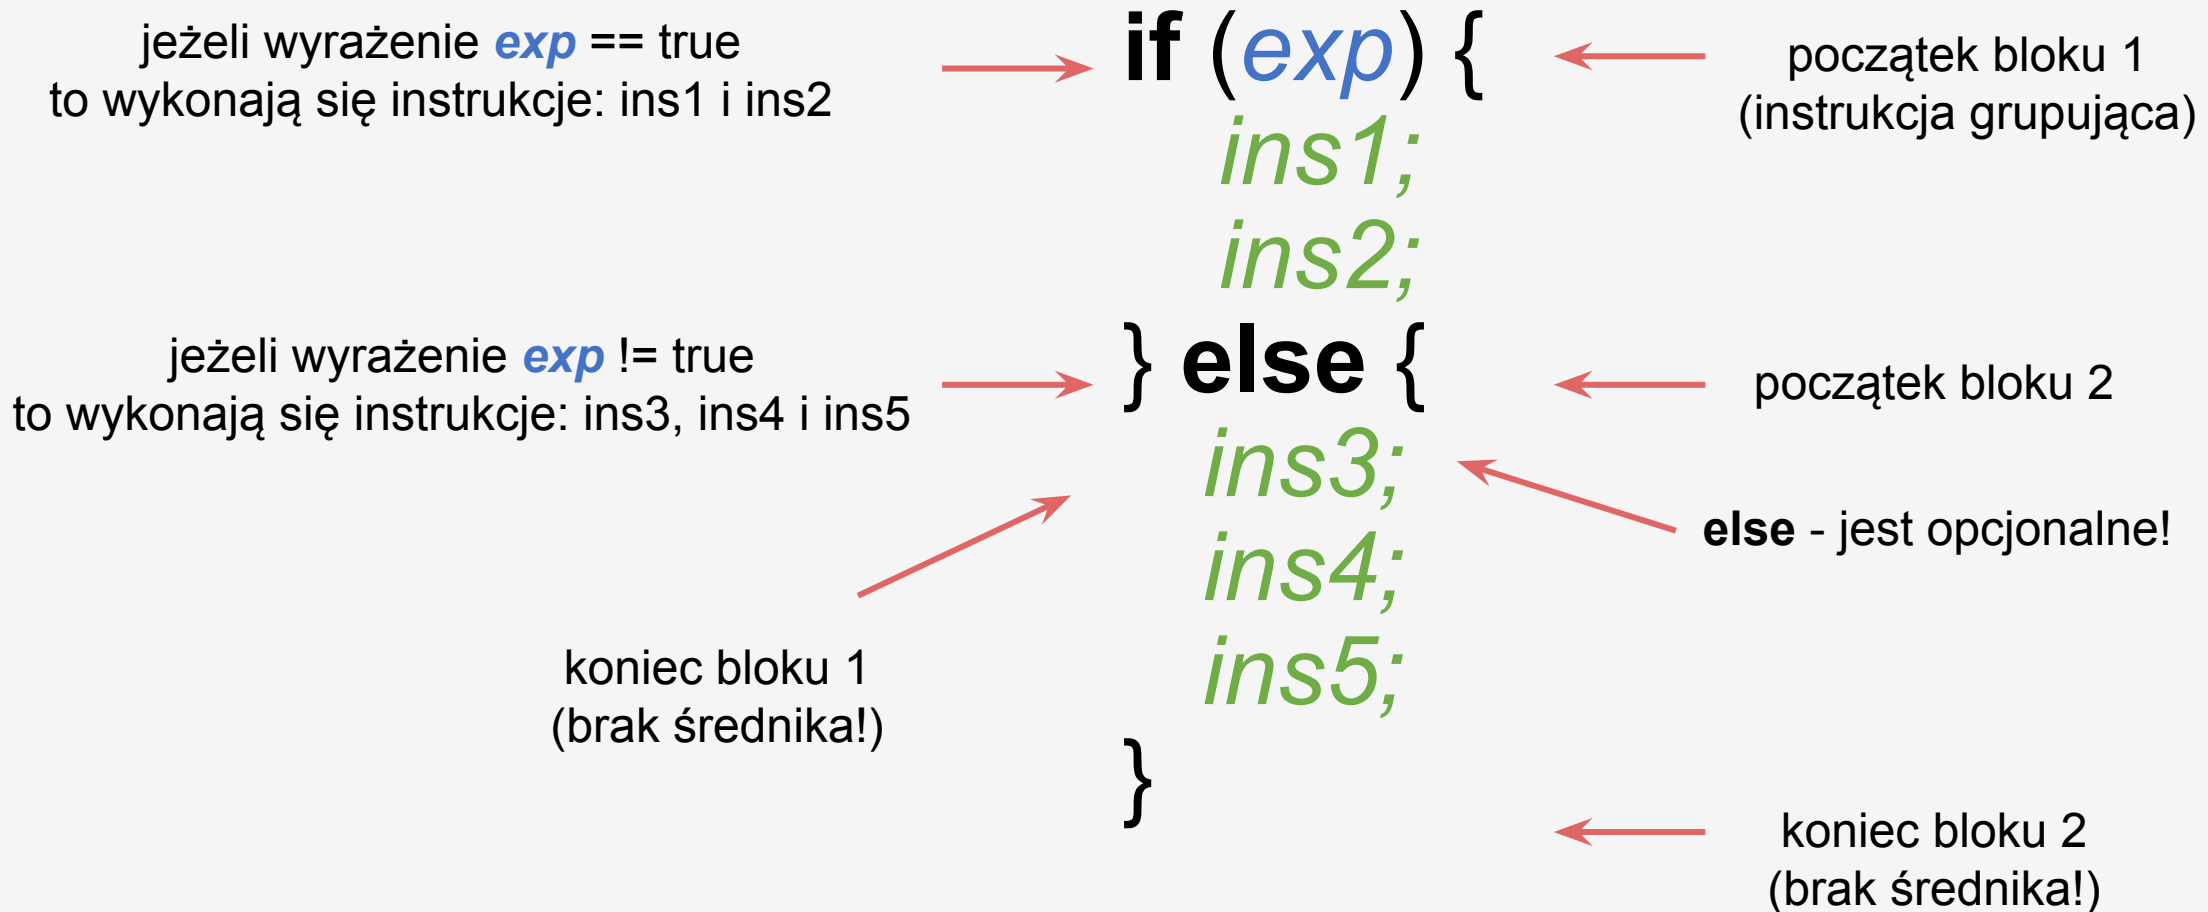 jeżeli wyrażenie exp == true
to wykonają się instrukcje: ins1 i ins2
if (exp) {
początek bloku 1
(instrukcja grupująca)
ins1;
ins2;
jeżeli wyrażenie exp != true
to wykonają się instrukcje: ins3, ins4 i ins5
} else {
początek bloku 2
ins3;
else - jest opcjonalne!
ins4;
koniec bloku 1
(brak średnika!)
ins5;
}
koniec bloku 2
(brak średnika!)